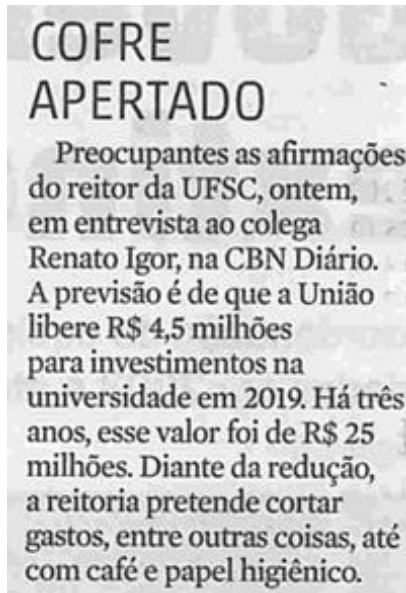 COFRE
APERTADO
Preocupantes as afirmações
do reitor da UFSC, ontem,
em entrevista ao colega
Renato Igor, na CBN Diário.
A previsão é de que a União
libere R$ 4,5 milhões
para investimentos na
universidade em 2019. Há três
anos, esse valor foi de R$ 25
milhões. Diante da redução,
a reitoria pretende cortar
gastos, entre outras coisas, até
com café e papel higiênico.